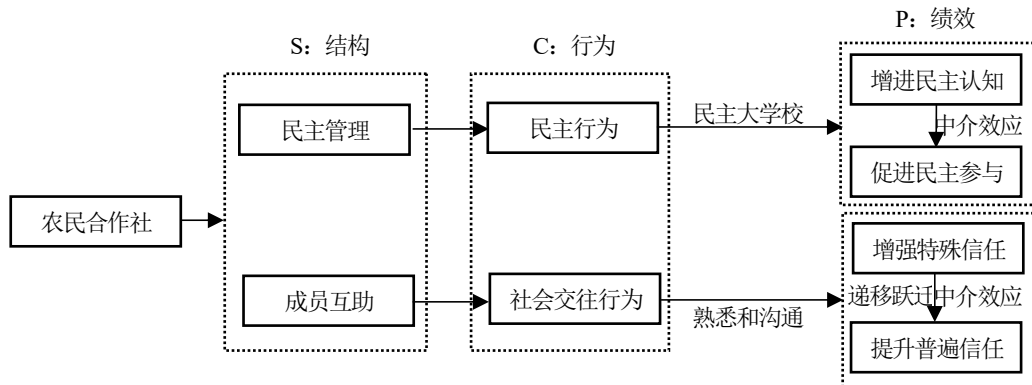 P：绩效
S：结构
C：行为
增进民主认知
民主管理
民主行为
民主大学校
中介效应
促进民主参与
农民合作社
增强特殊信任
成员互助
社会交往行为
熟悉和沟通
递移跃迁
中介效应
提升普遍信任